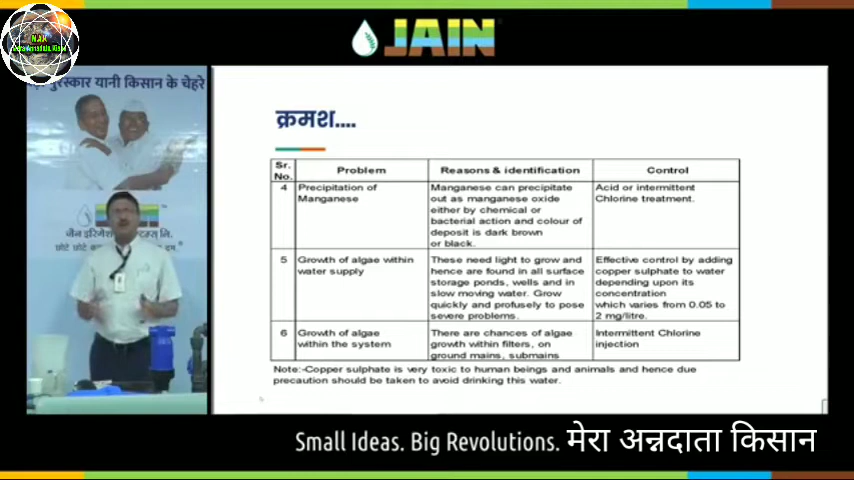 JAIN
पुरस्कार यानी किसान के चेहरे
जैन इरिगेशन
क्रमश....
Sr. No.
Problem
Reasons & identification
Control
4
Precipitation of
Manganese
Manganese can precipitate
out as manganese oxide
either by chemical or
bacterial action and colour of
deposit is dark brown
or black.
Acid or intermittent
Chlorine treatment.
5
Growth of algae within
water supply
These need light to grow and
hence are found in all surface
storage ponds, wells and in
slow moving water. Grow
quickly and profusely to pose
severe problems.
Effective control by adding
copper sulphate to water
depending upon its
concentration
which varies from 0.05 to
2 mg/litre.
6
Growth of algae
within the system
There are chances of algae
growth within filters, on
ground mains, submains
Intermittent Chlorine
injection
Note:-Copper sulphate is very toxic to human beings and animals and hence due
precaution should be taken to avoid drinking this water.
Small Ideas. Big Revolutions. मेरा अन्नदाता किसान